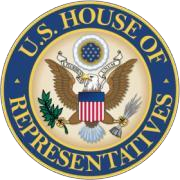 U.S. HOUSE OF
REPRESENTATIVES